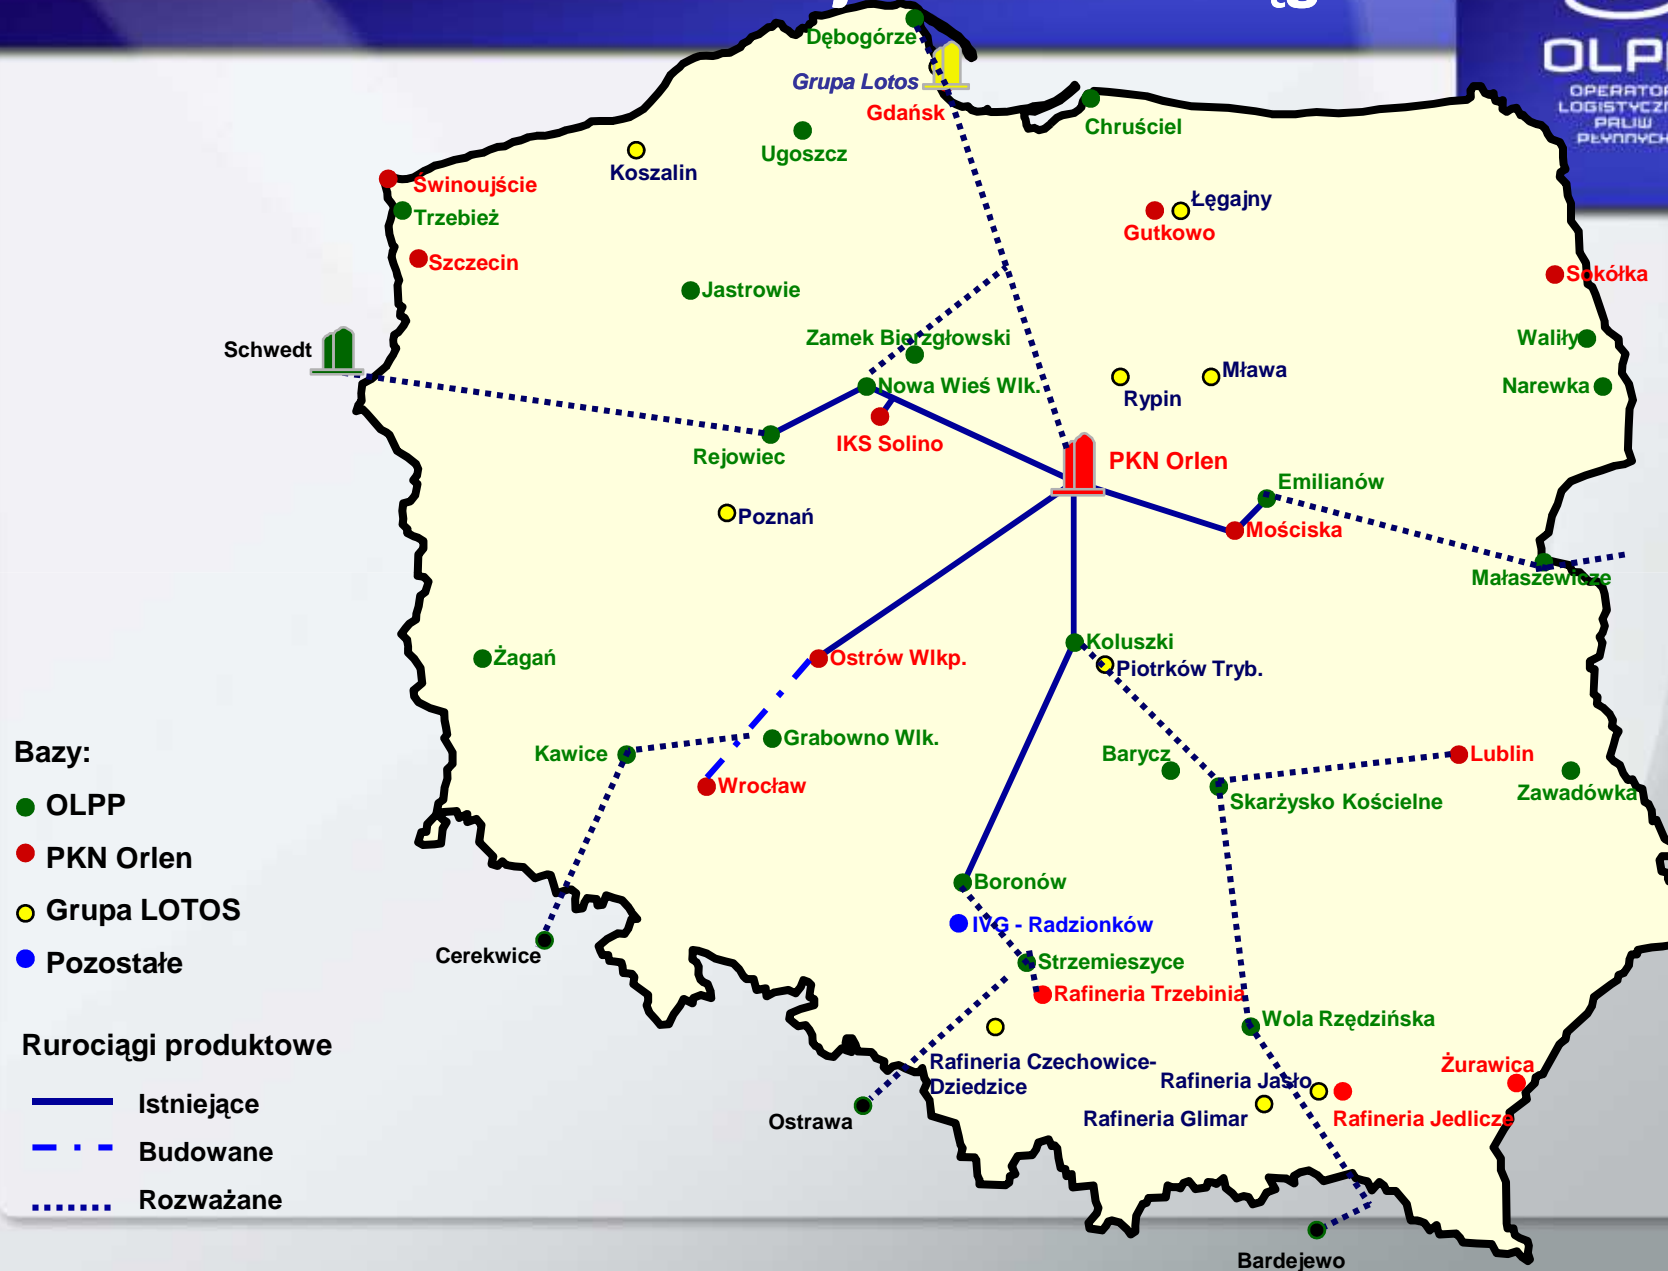 OLPP
OPERATOR
PALIW
Dębogórze
Grupa Lotos
Gdańsk
Chruściel
Ugoszcz
Koszalin
Świnoujście
Trzebież
Szczecin
Łęgajny
Gutkowo
Sokółka
Jastrowie
Schwedt
Zamek Bierzgłowski
Waliły
Nowa Wieś Wlk.
Mława
Rypin
Narewka
IKS Solino
Rejowiec
PKN Orlen
Emilianów
Poznań
Mościska
Małaszewicze
Koluszki
Żagań
Ostrów Wlkp.
Piotrków Tryb.
Grabowno Wlk.
Kawice
Wrocław
Barycz
Lublin
Skarżysko Kościelne
Zawadówka
Boronów
IVG - Radzionków
Cerekwice
Strzemieszyce
Rafineria Trzebinia
Wola Rzędzińska
Rafineria Czechowice-
Dziedzice
Żurawica
Rafineria Jasło
Rafineria Glimar
Rafineria Jedlicze
Ostrawa
Bardejewo
Bazy:
OLPP
PKN Orlen
Grupa LOTOS
Pozostałe
Rurociągi produktowe
Istniejące
Budowane
Rozważane